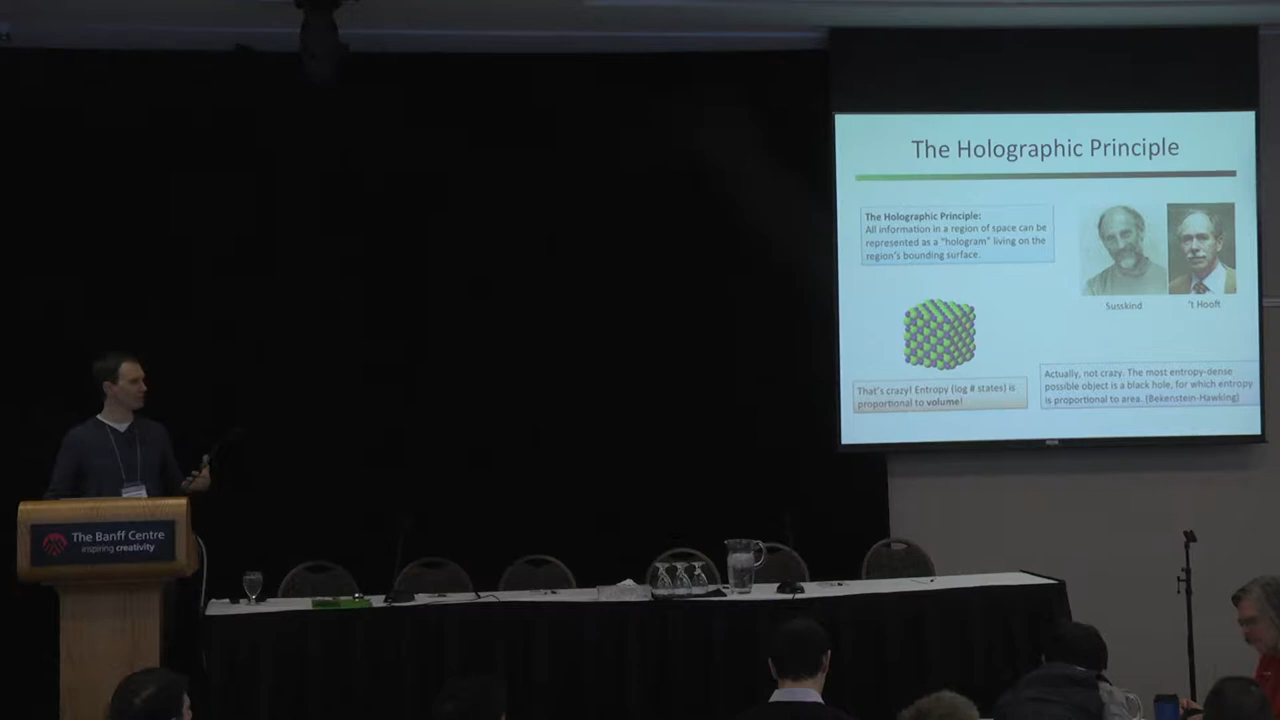 The Holographic Principle
The Holographic Principle:
All information in a region of space can be
represented as a “hologram” living on the
region’s bounding surface.
Susskind
’t Hooft
That’s crazy! Entropy (log # states) is
proportional to volume!
Actually, not crazy. The most entropy-dense
possible object is a black hole, for which entropy
is proportional to area. (Bekenstein-Hawking)
The Banff Centre
inspiring creativity